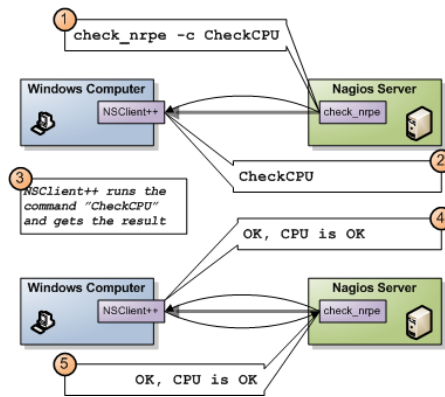 1
check_nrpe -c CheckCPU
Windows Computer
NSClient++
Nagios Server
check_nrpe
2
CheckCPU
3
NSClient++ runs the
command "CheckCPU"
and gets the result
4
OK, CPU is OK
Windows Computer
NSClient++
Nagios Server
check_nrpe
5
OK, CPU is OK